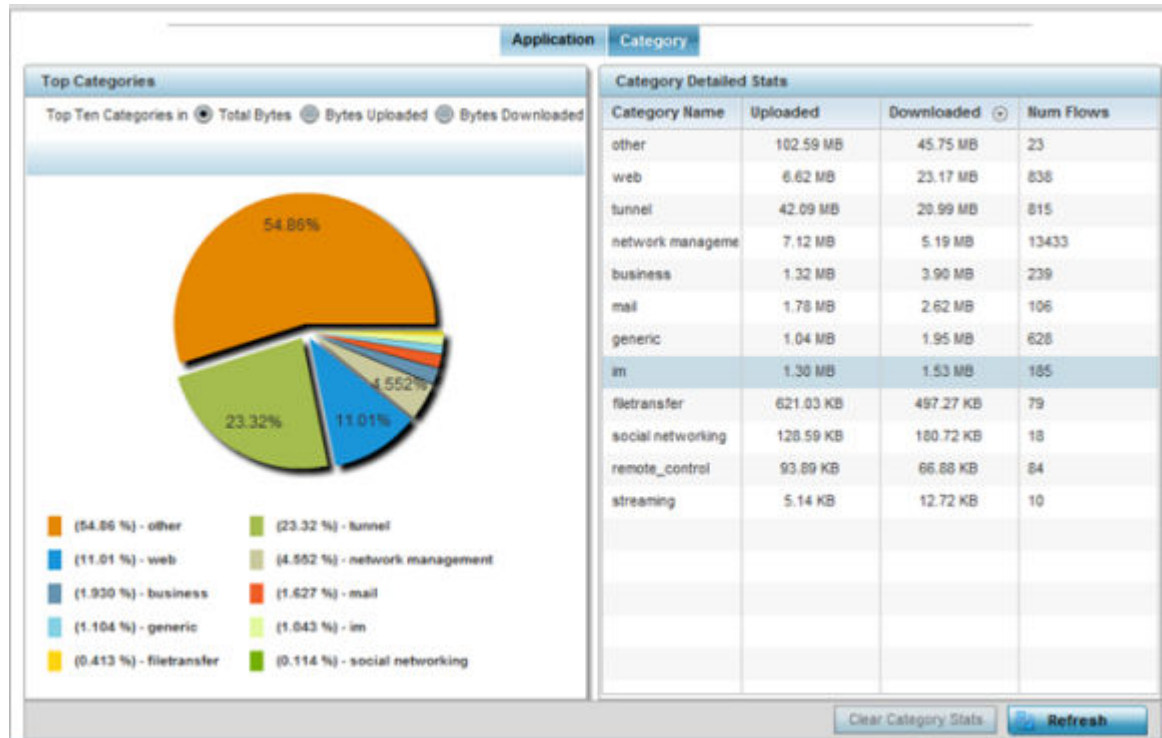 Application Category
Top Categories
Top Ten Categories in Total Bytes Bytes Uploaded Bytes Downloaded
54.86%
4.552%
23.32%
11.01%
(54.86 %) - other
(23.32 %) - tunnel
(11.01 %) - web
(4.552 %) - network management
(1.930 %) - business
(1.627 %) - mail
(1.104 %) - generic
(1.043 %) - im
(0.413 %) - filetransfer
(0.114 %) - social networking
Category Detailed Stats
Category Name Uploaded Downloaded Num Flows
other 102.59 MB 45.75 MB 23
web 6.62 MB 23.17 MB 838
tunnel 42.09 MB 20.99 MB 815
network manageme 7.12 MB 5.19 MB 13433
business 1.32 MB 3.90 MB 239
mail 1.78 MB 2.62 MB 106
generic 1.04 MB 1.95 MB 628
im 1.30 MB 1.53 MB 185
filetransfer 621.03 KB 497.27 KB 79
social networking 128.59 KB 180.72 KB 18
remote_control 93.89 KB 66.88 KB 84
streaming 5.14 KB 12.72 KB 10
Clear Category Stats Refresh